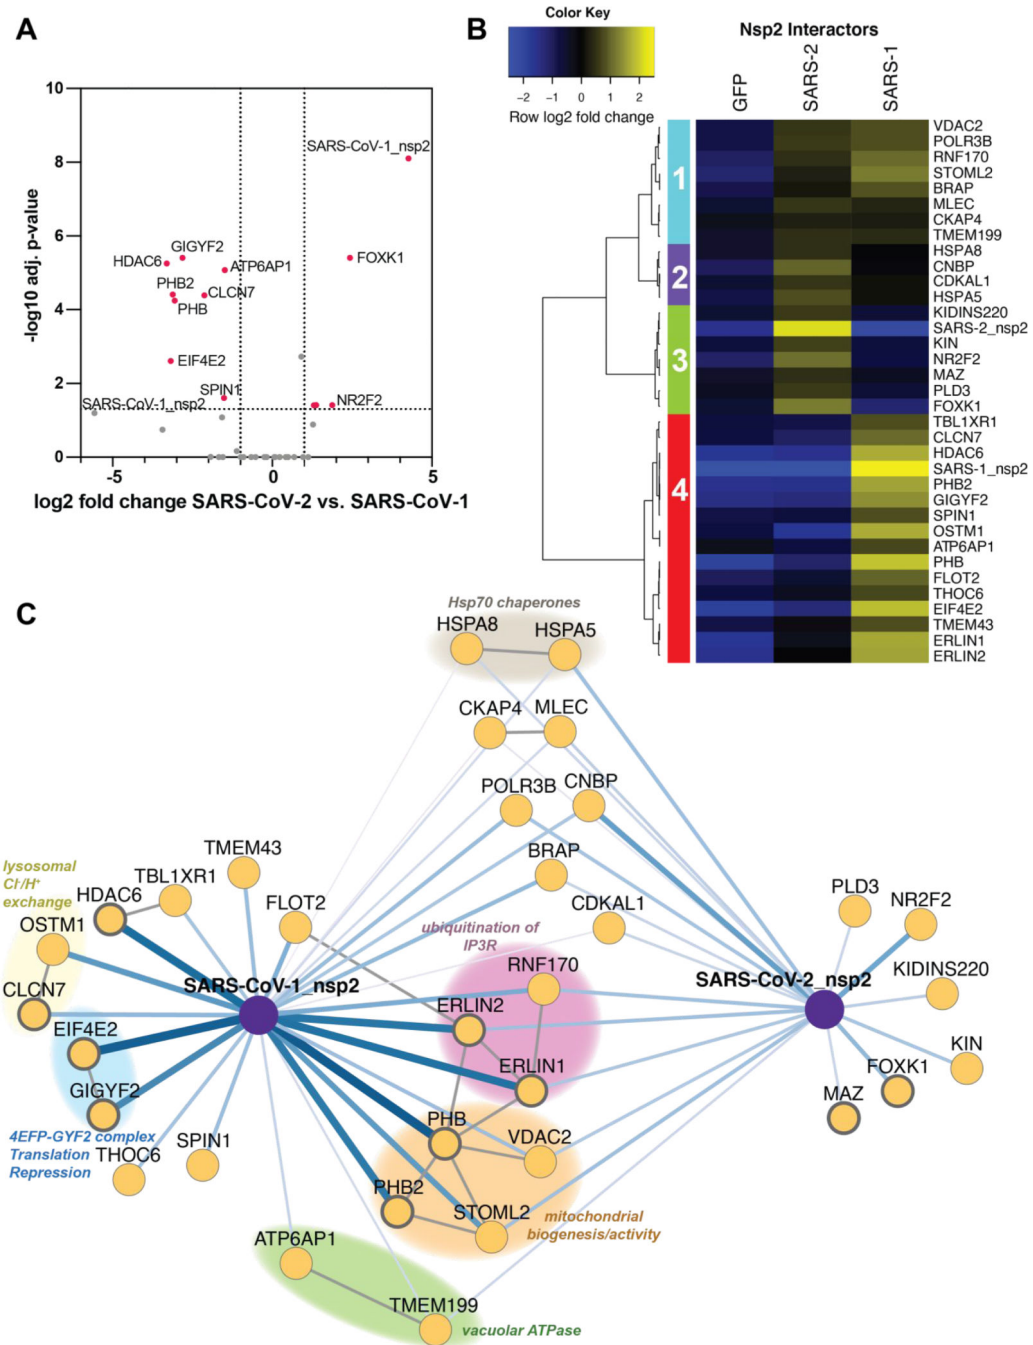 A
10
8
6
4
2
0
-log10 adj. p-value
SARS-CoV-1_nsp2
GIGYF2
HDAC6
ATP6AP1
FOXK1
PHB2
CLCN7
PHB
EIF4E2
SPIN1
SARS-CoV-1_nsp2
NR2F2
-5
0
5
log2 fold change SARS-CoV-2 vs. SARS-CoV-1
B
Color Key
−2 −1 0 1 2
Row log2 fold change
Nsp2 Interactors
GFP
SARS-2
SARS-1
1
2
3
4
VDAC2
POLR3B
RNF170
STOML2
BRAP
MLEC
CKAP4
TMEM199
HSPA8
CNBP
CDKAL1
HSPA5
KIDINS220
SARS-2_nsp2
KIN
NR2F2
MAZ
PLD3
FOXK1
TBL1XR1
CLCN7
HDAC6
SARS-1_nsp2
PHB2
GIGYF2
SPIN1
OSTM1
ATP6AP1
PHB
FLOT2
THOC6
EIF4E2
TMEM43
ERLIN1
ERLIN2
C
Hsp70 chaperones
HSPA8
HSPA5
CKAP4
MLEC
POLR3B
CNBP
BRAP
CDKAL1
TMEM43
TBL1XR1
FLOT2
lysosomal
Cl⁻/H⁺
exchange
HDAC6
OSTM1
CLCN7
EIF4E2
GIGYF2
4EFP-GYF2 complex
Translation
Repression
THOC6
SPIN1
SARS-CoV-1_nsp2
ubiquitination of
IP3R
RNF170
ERLIN2
ERLIN1
PHB
VDAC2
PHB2
STOML2
mitochondrial
biogenesis/activity
ATP6AP1
TMEM199
vacuolar ATPase
SARS-CoV-2_nsp2
PLD3
NR2F2
KIDINS220
KIN
FOXK1
MAZ